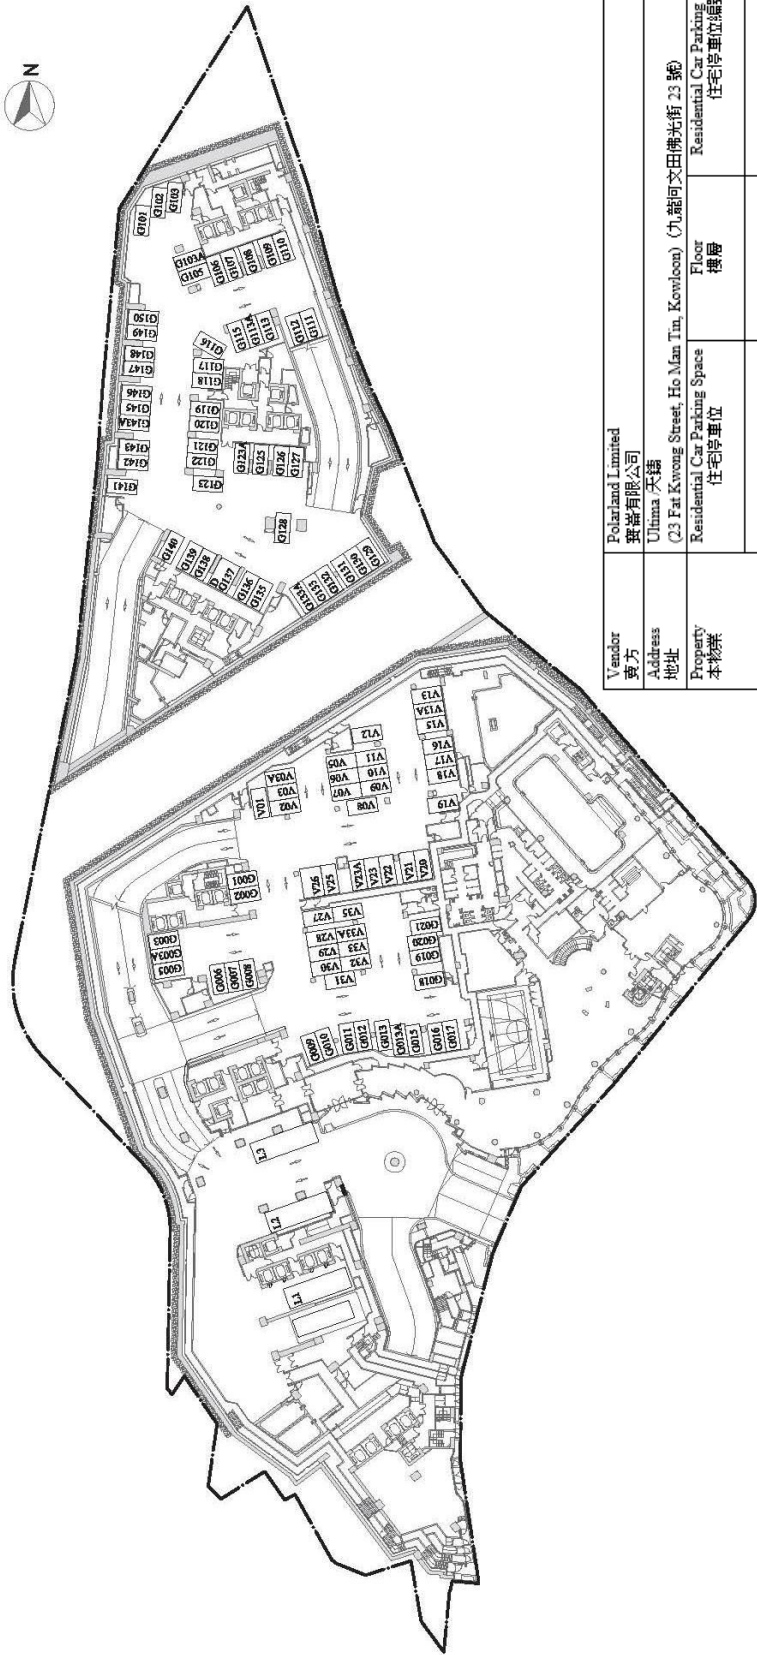 N
G101
G102
G103
G103A
G105
G106
G107
G108
G109
G110
G111
G112
G113
G113A
G115
G116
G117
G118
G119
G120
G121
G122
G123
G123A
G125
G126
G127
G128
G129
G130
G131
G132
G133
G133A
G135
G136
G137
D
G138
G139
G140
G141
G142
G143
G143A
G145
G146
G147
G148
G149
G150
V01
V02
V03
V03A
V05
V06
V07
V08
V09
V10
V11
V12
V13
V13A
V15
V16
V17
V18
V19
V20
V21
V22
V23
V23A
V25
V26
V27
V28
V29
V30
V31
V32
V33
V33A
V35
G001
G002
G003
G003A
G005
G006
G007
G008
G009
G010
G011
G012
G013
G013A
G015
G016
G017
G018
G019
G020
G021
L3
L2
L1
Vendor
賣方
Polarland Limited
Address
地址
Ultima /天鑄
(23 Fat Kwong Street, Ho Man Tin, Kowloon) (九龍何文田佛光街 23 號)
Property
本物業
Residential Car Parking Space
住宅停車位
Floor
樓層
Residential Car Parking
住宅停車位編號